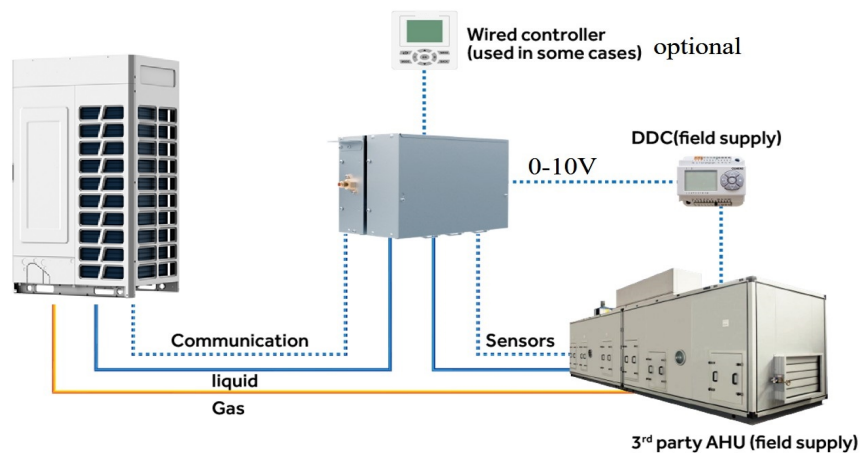 Wired controller
(used in some cases) optional
DDC(field supply)
0-10V
Communication
Sensors
liquid
Gas
3rd party AHU (field supply)